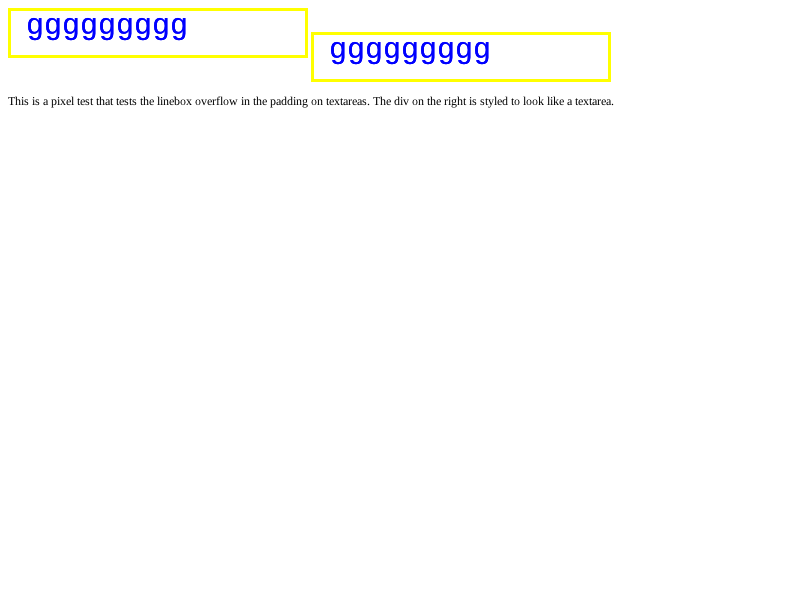 ggggggggg
ggggggggg
This is a pixel test that tests the linebox overflow in the padding on textareas. The div on the right is styled to look like a textarea.